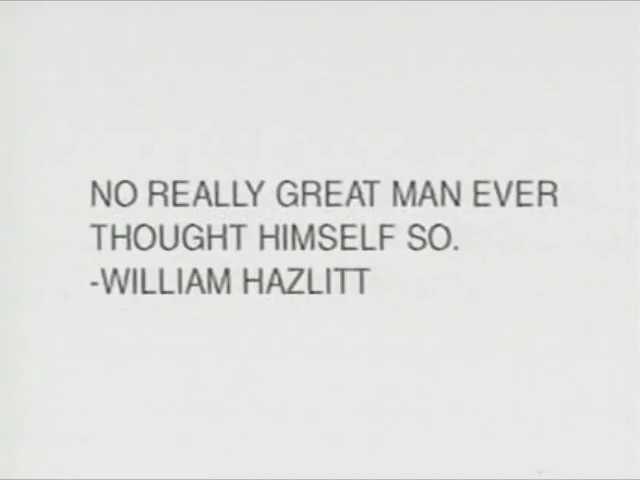 NO REALLY GREAT MAN EVER
THOUGHT HIMSELF SO.
-WILLIAM HAZLITT